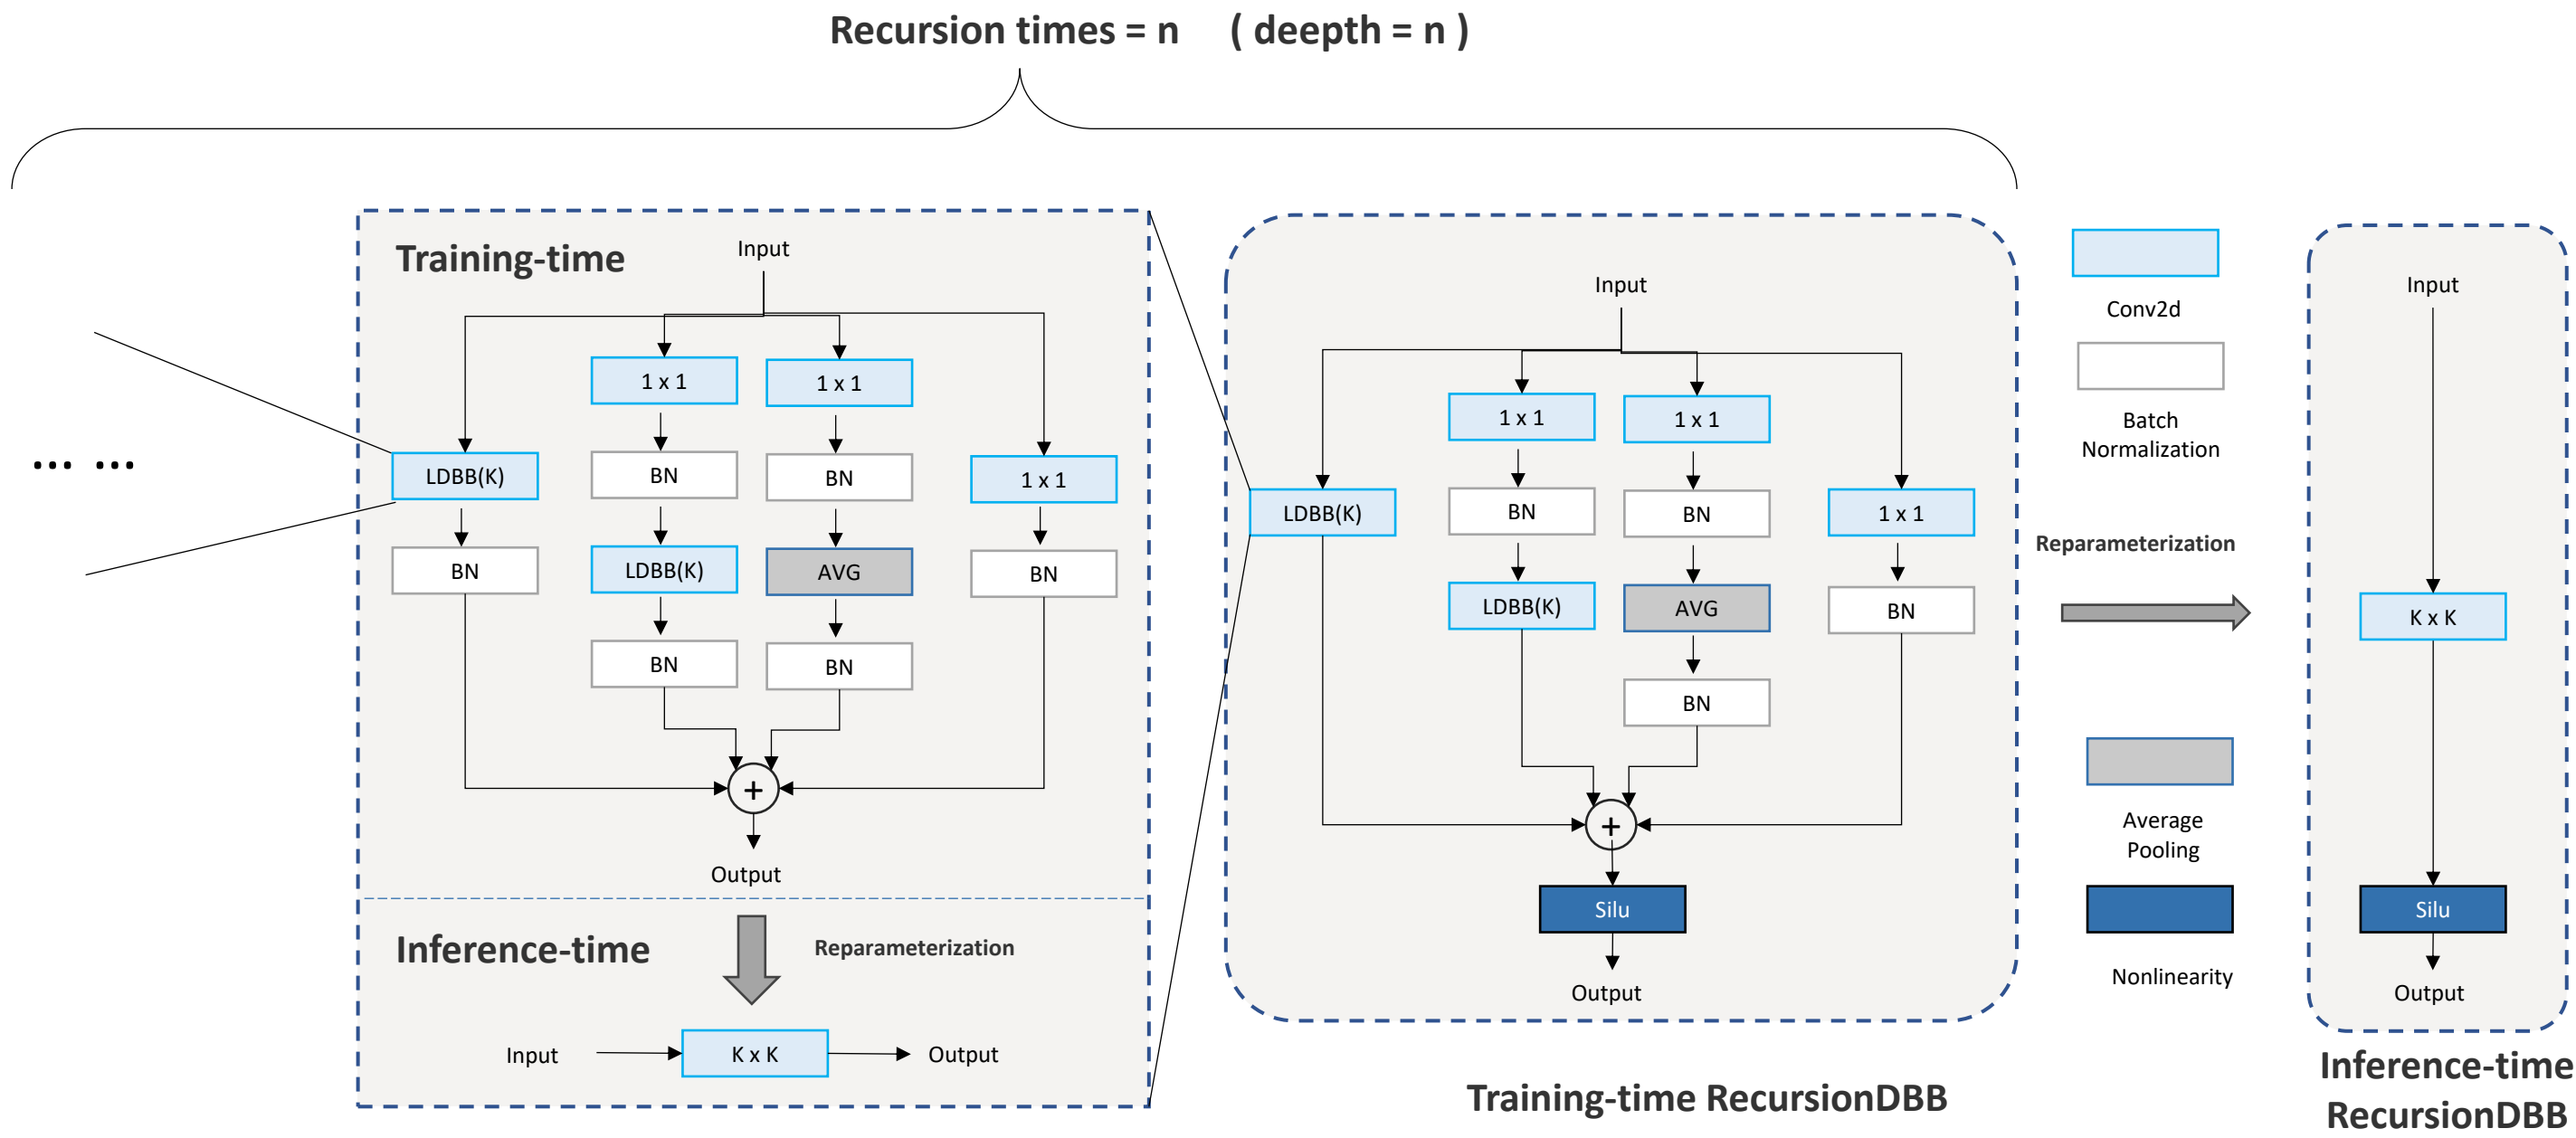 Recursion times = n ( deepth = n )
Training-time
Input
1 x 1
1 x 1
LDBB(K)
BN
BN
1 x 1
BN
LDBB(K)
AVG
BN
BN
BN
+
Output
Inference-time
Reparameterization
Input
K x K
Output
... ...
Input
1 x 1
1 x 1
LDBB(K)
BN
BN
1 x 1
LDBB(K)
AVG
BN
BN
+
Silu
Output
Training-time RecursionDBB
Conv2d
Batch
Normalization
Reparameterization
Average
Pooling
Nonlinearity
Input
K x K
Silu
Output
Inference-time
RecursionDBB